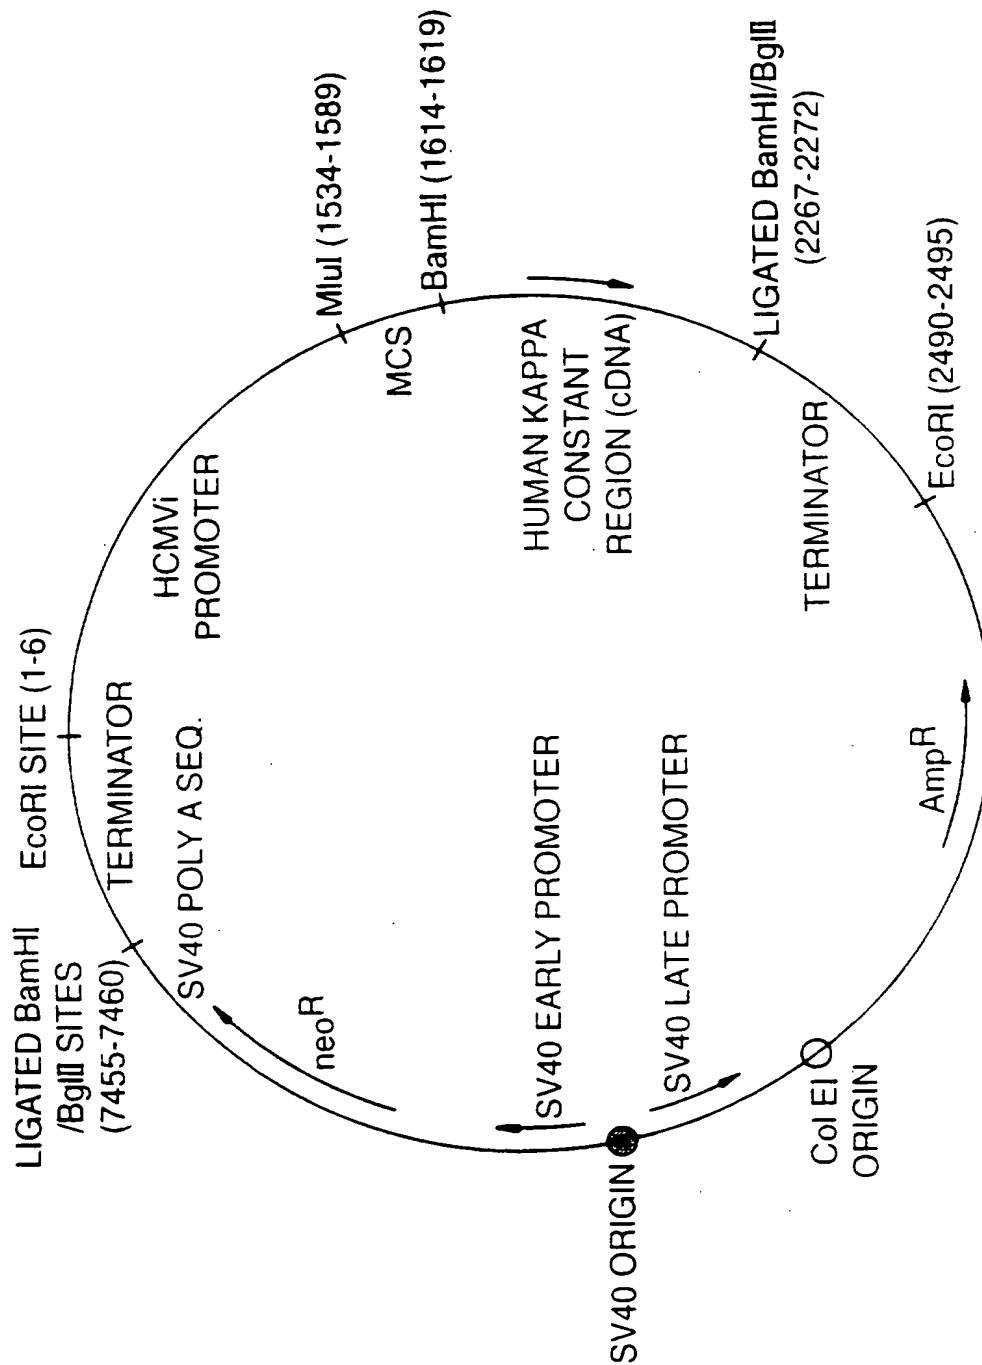 LIGATED BamHI
/BglII SITES
(7455-7460)
EcoRI SITE (1-6)
TERMINATOR
SV40 POLY A SEQ.
HCMVi
PROMOTER
MluI (1534-1589)
MCS
BamHI (1614-1619)
neoR
HUMAN KAPPA
CONSTANT
REGION (cDNA)
SV40 EARLY PROMOTER
SV40 ORIGIN
SV40 LATE PROMOTER
LIGATED BamHI/BglII
(2267-2272)
TERMINATOR
Col EI
ORIGIN
AmpR
EcoRI (2490-2495)